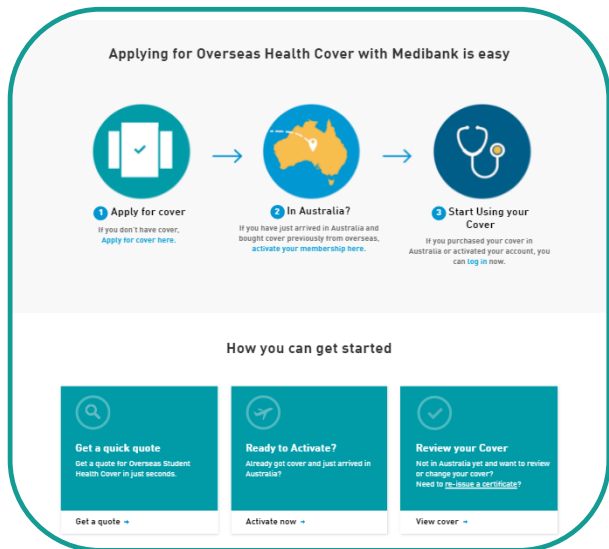 Applying for Overseas Health Cover with Medibank is easy
1 Apply for cover
If you don't have cover,
Apply for cover here.
2 In Australia?
If you have just arrived in Australia and
bought cover previously from overseas,
activate your membership here.
3 Start Using your
Cover
If you purchased your cover in
Australia or activated your account, you
can log in now.
How you can get started
Get a quick quote
Get a quote for Overseas Student
Health Cover in just seconds.
Get a quote →
Ready to Activate?
Already got cover and just arrived in
Australia?
Activate now →
Review your Cover
Not in Australia yet and want to review
or change your cover?
Need to re-issue a certificate?
View cover →